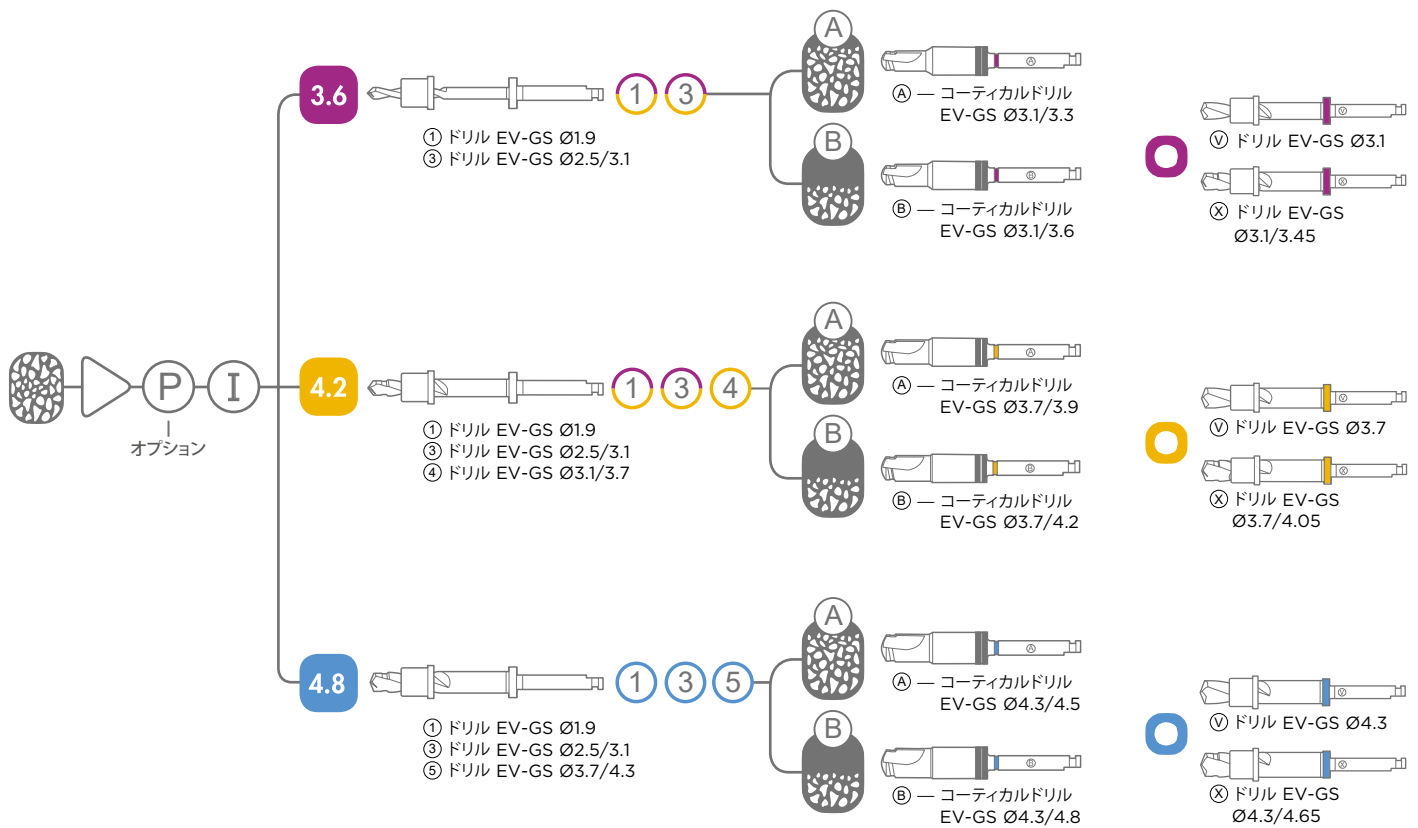 P
I
オプション
3.6
1 3
① ドリル EV-GS Ø1.9
③ ドリル EV-GS Ø2.5/3.1
A
Ⓐ
Ⓐ — コーティカルドリル
EV-GS Ø3.1/3.3
B
Ⓑ
Ⓑ — コーティカルドリル
EV-GS Ø3.1/3.6
Ⓥ
Ⓥ ドリル EV-GS Ø3.1
Ⓧ
Ⓧ ドリル EV-GS
Ø3.1/3.45
4.2
1 3 4
① ドリル EV-GS Ø1.9
③ ドリル EV-GS Ø2.5/3.1
④ ドリル EV-GS Ø3.1/3.7
A
Ⓐ
Ⓐ — コーティカルドリル
EV-GS Ø3.7/3.9
B
Ⓑ
Ⓑ — コーティカルドリル
EV-GS Ø3.7/4.2
Ⓥ
Ⓥ ドリル EV-GS Ø3.7
Ⓧ
Ⓧ ドリル EV-GS
Ø3.7/4.05
4.8
1 3 5
① ドリル EV-GS Ø1.9
③ ドリル EV-GS Ø2.5/3.1
⑤ ドリル EV-GS Ø3.7/4.3
A
Ⓐ
Ⓐ — コーティカルドリル
EV-GS Ø4.3/4.5
B
Ⓑ
Ⓑ — コーティカルドリル
EV-GS Ø4.3/4.8
Ⓥ
Ⓥ ドリル EV-GS Ø4.3
Ⓧ
Ⓧ ドリル EV-GS
Ø4.3/4.65